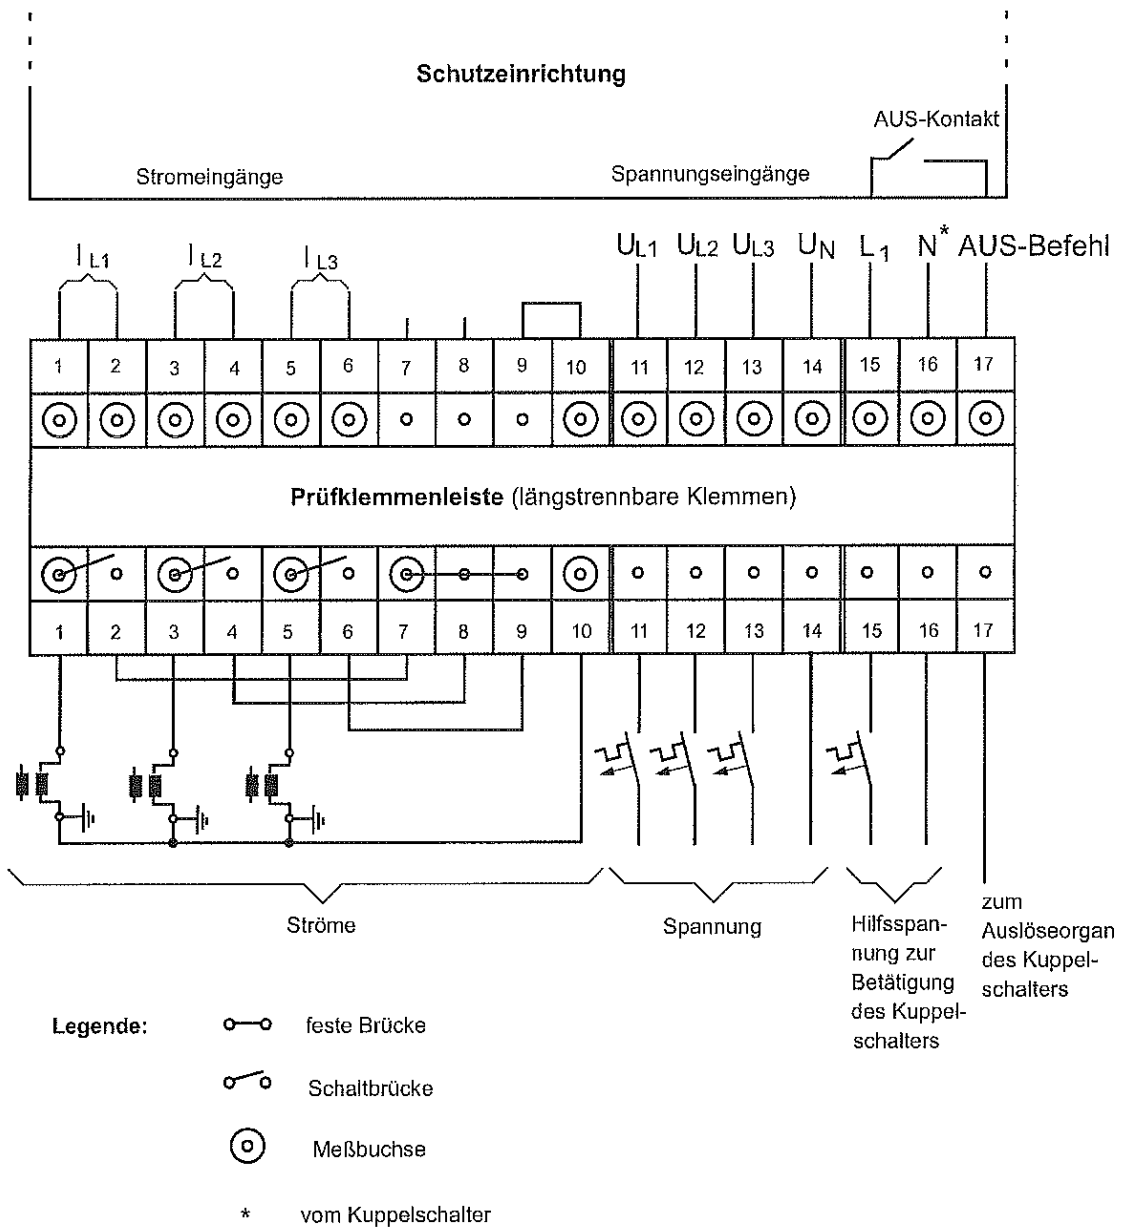 Schutzeinrichtung
AUS-Kontakt
Stromeingänge
Spannungseingänge
I L1
I L2
I L3
UL1 UL2 UL3 UN L1 N* AUS-Befehl
1 2 3 4 5 6 7 8 9 10 11 12 13 14 15 16 17
Prüfklemmenleiste (längstrennbare Klemmen)
1 2 3 4 5 6 7 8 9 10 11 12 13 14 15 16 17
Ströme
Spannung
Hilfsspan-
nung zur
Betätigung
des Kuppel-
schalters
zum
Auslöseorgan
des Kuppel-
schalters
Legende:
feste Brücke
Schaltbrücke
Meßbuchse
* vom Kuppelschalter